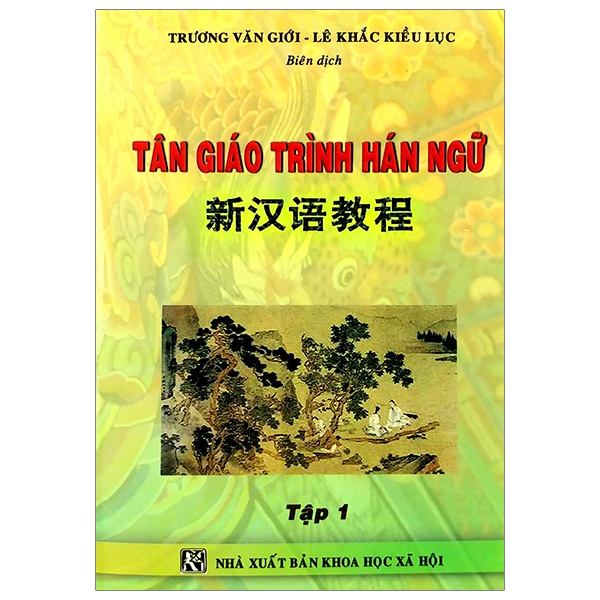 TRƯƠNG VĂN GIỚI - LÊ KHẮC KIỀU LỤC
Biên dịch
TÂN GIÁO TRÌNH HÁN NGỮ
新汉语教程
Tập 1
NHÀ XUẤT BẢN KHOA HỌC XÃ HỘI